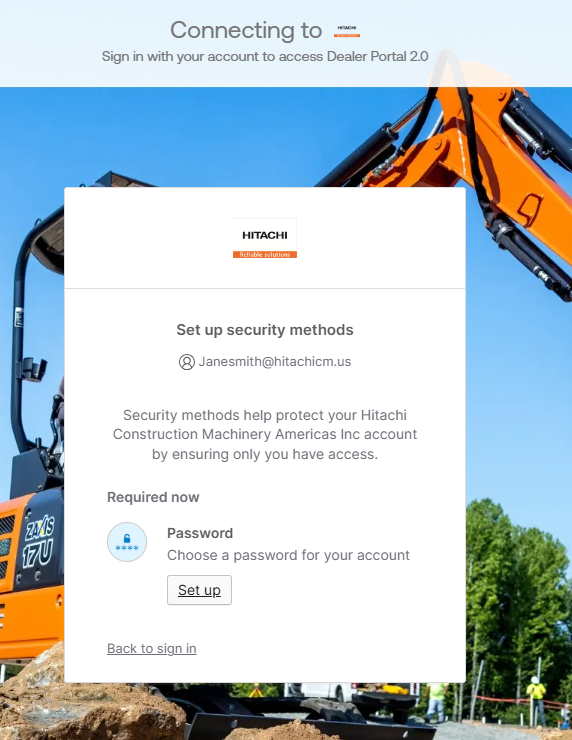 Connecting to
HITACHI
Sign in with your account to access Dealer Portal 2.0
HITACHI
Reliable solutions
Set up security methods
Janesmith@hitachicm.us
Security methods help protect your Hitachi
Construction Machinery Americas Inc account
by ensuring only you have access.
Required now
Password
Choose a password for your account
Set up
Back to sign in
ZAXIS
17U